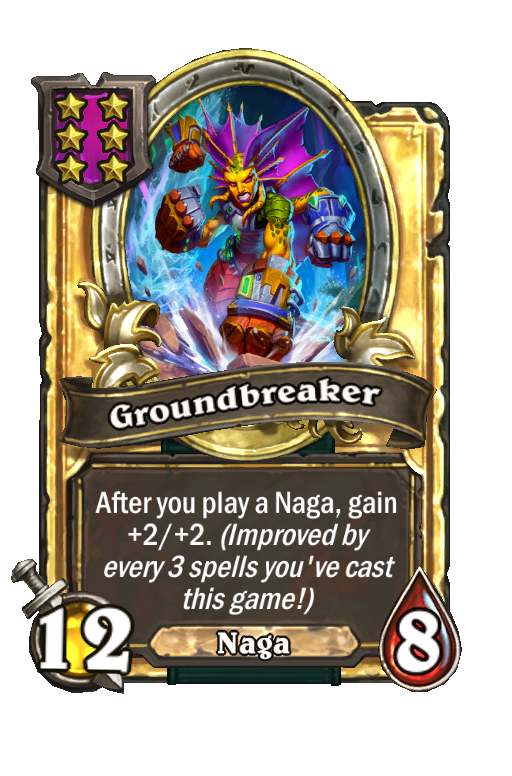 Groundbreaker
After you play a Naga, gain
+2/+2. (Improved by
every 3 spells you've cast
this game!)
12
Naga
8